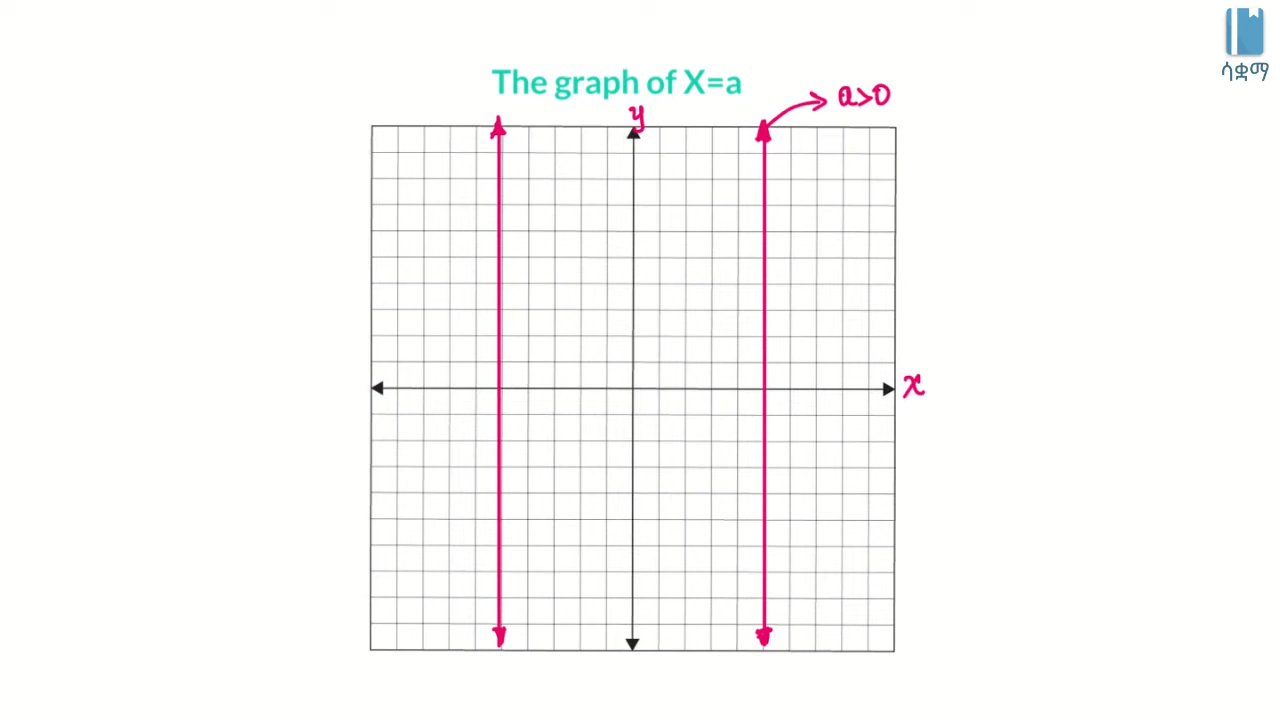 ሳቋማ
The graph of X=a
a>0
y
x